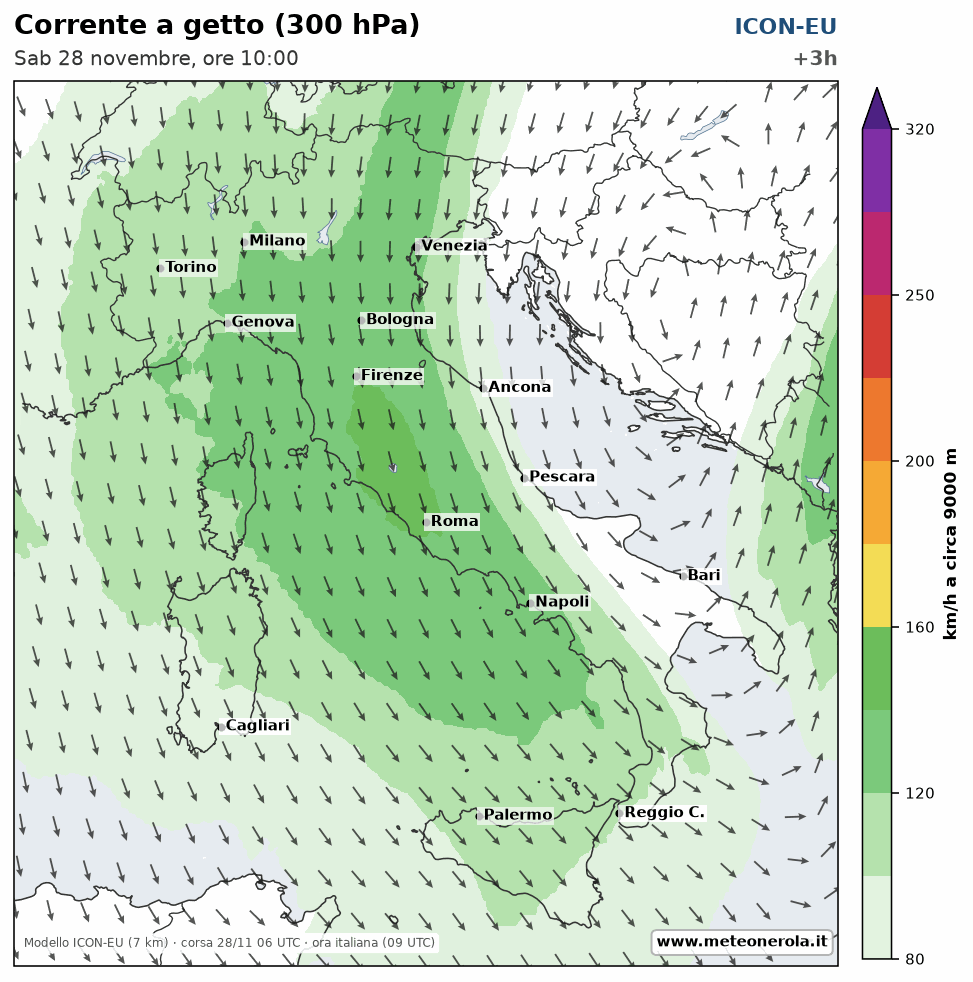 Corrente a getto (300 hPa)
ICON-EU
Sab 28 novembre, ore 10:00
+3h
Milano
Venezia
Torino
Genova
Bologna
Firenze
Ancona
Pescara
Roma
Bari
Napoli
Cagliari
Palermo
Reggio C.
Modello ICON-EU (7 km) · corsa 28/11 06 UTC · ora italiana (09 UTC)
www.meteonerola.it
320
250
200
160
120
80
km/h a circa 9000 m